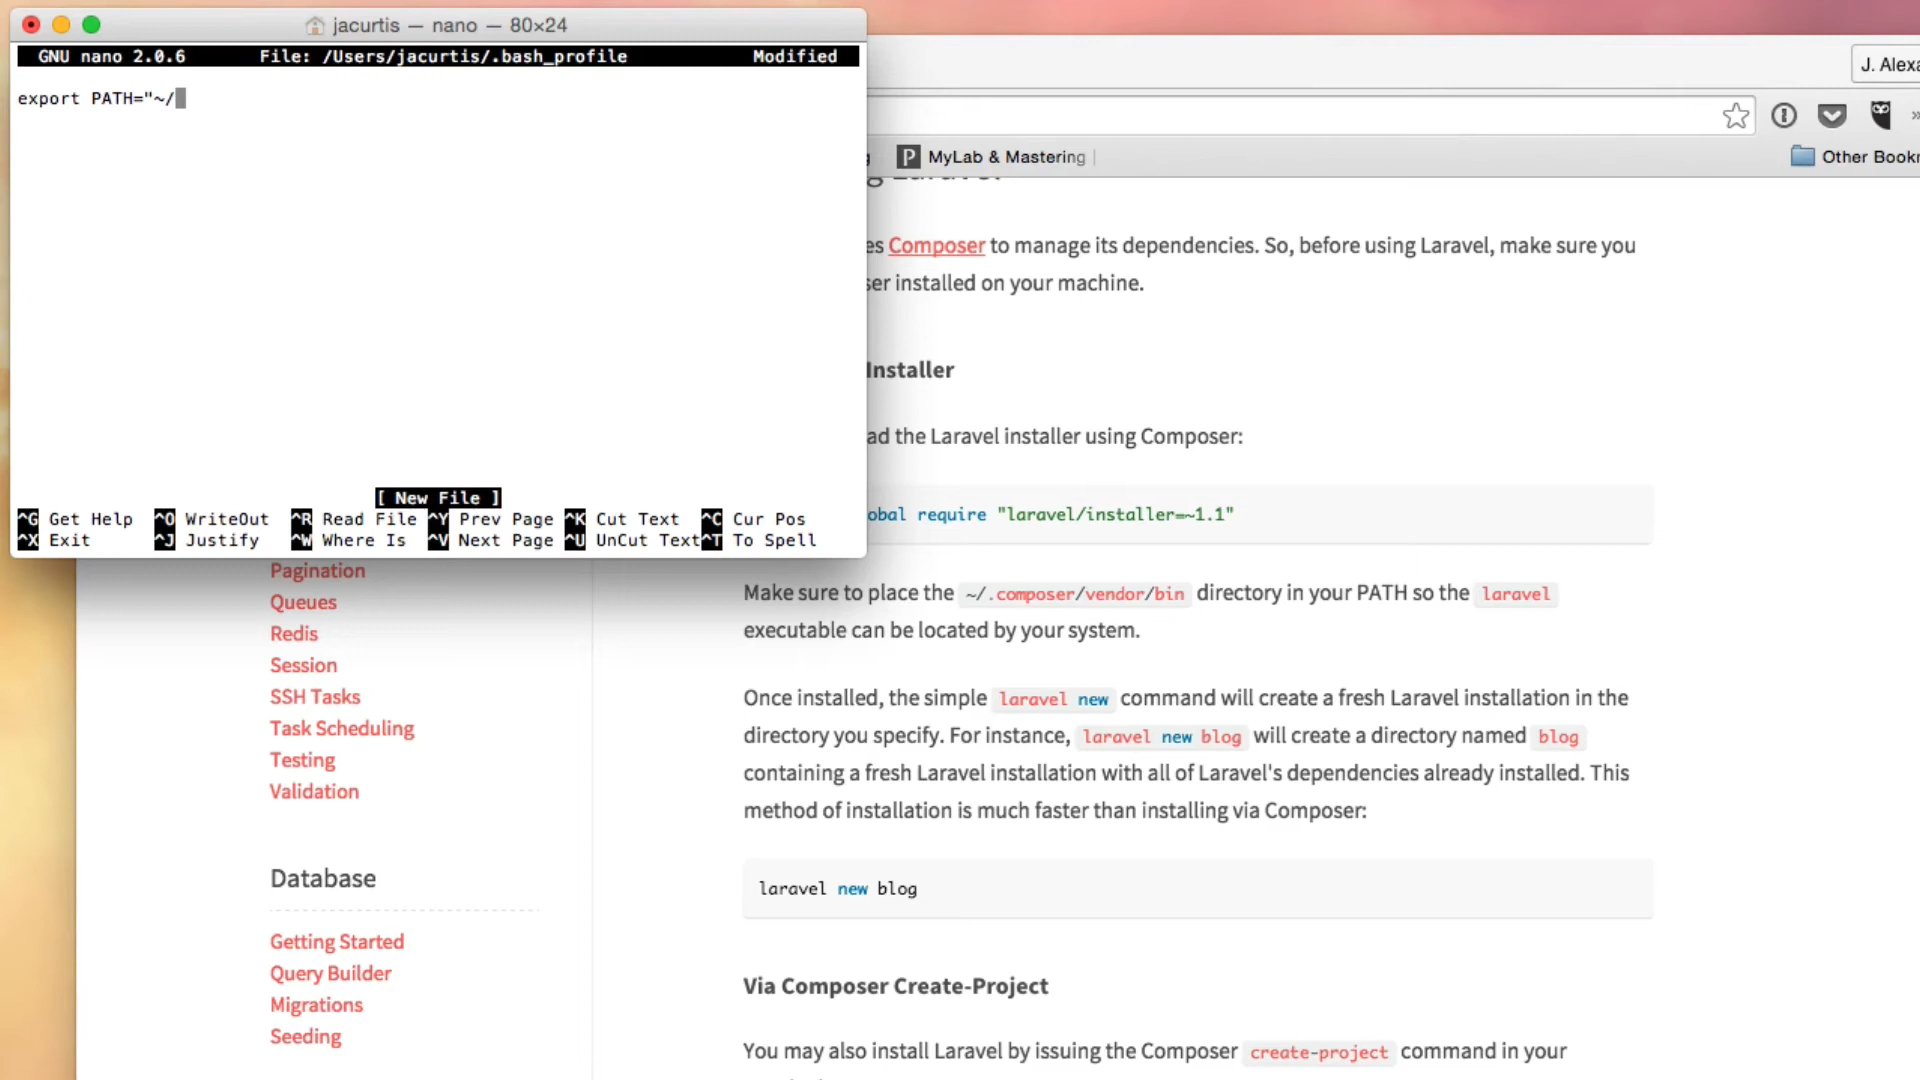 jacurtis — nano — 80×24
GNU nano 2.0.6 File: /Users/jacurtis/.bash_profile Modified
export PATH="~/
[ New File ]
^G Get Help ^O WriteOut ^R Read File ^Y Prev Page ^K Cut Text ^C Cur Pos
^X Exit ^J Justify ^W Where Is ^V Next Page ^U UnCut Text ^T To Spell
J. Alexa
»
MyLab & Mastering
Other Bookm
g Laravel
es Composer to manage its dependencies. So, before using Laravel, make sure you
ser installed on your machine.
Installer
ad the Laravel installer using Composer:
obal require "laravel/installer=~1.1"
Make sure to place the ~/.composer/vendor/bin directory in your PATH so the laravel
executable can be located by your system.
Once installed, the simple laravel new command will create a fresh Laravel installation in the
directory you specify. For instance, laravel new blog will create a directory named blog
containing a fresh Laravel installation with all of Laravel's dependencies already installed. This
method of installation is much faster than installing via Composer:
laravel new blog
Via Composer Create-Project
You may also install Laravel by issuing the Composer create-project command in your
Pagination
Queues
Redis
Session
SSH Tasks
Task Scheduling
Testing
Validation
Database
Getting Started
Query Builder
Migrations
Seeding